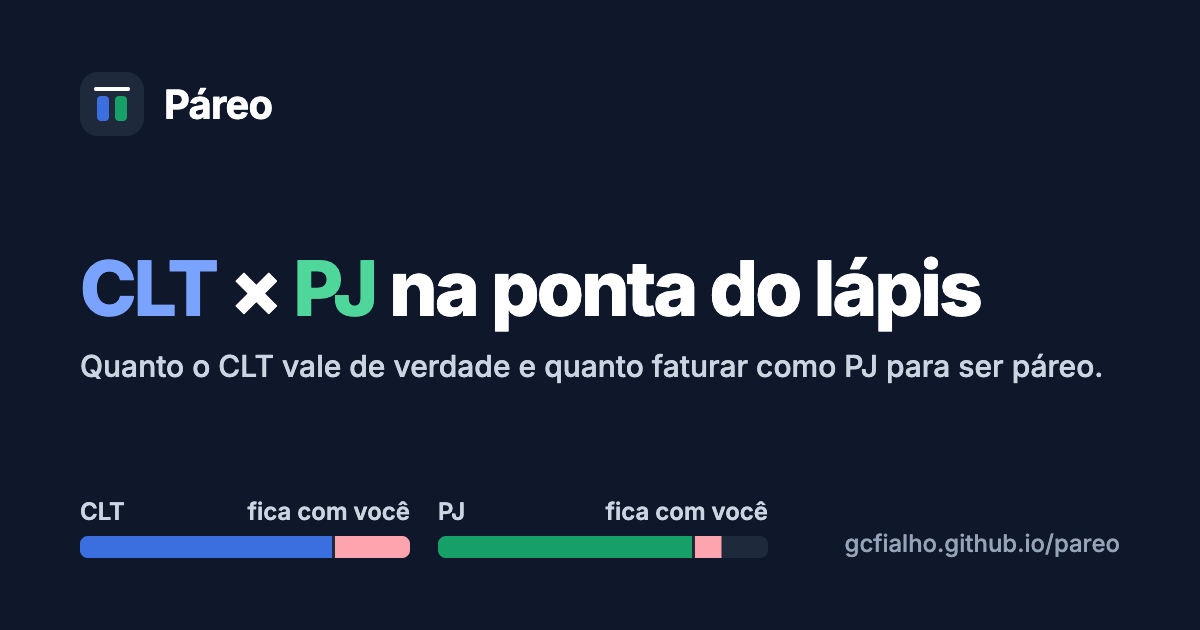 Páreo
CLT × PJ na ponta do lápis
Quanto o CLT vale de verdade e quanto faturar como PJ para ser páreo.
CLT fica com você PJ fica com você
gcfialho.github.io/pareo